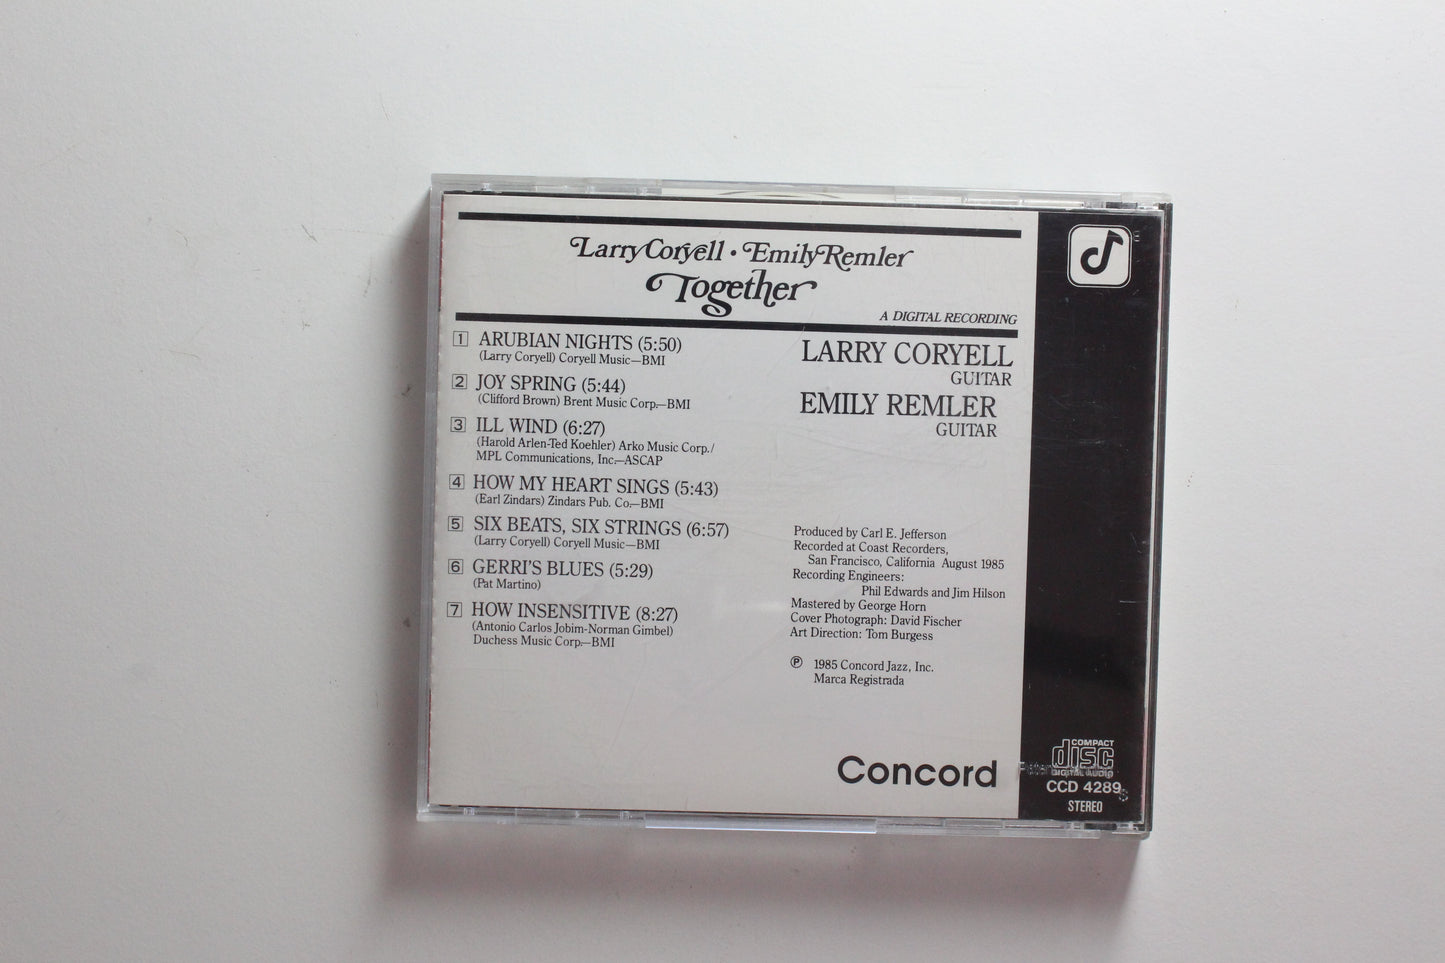 Larry Coryell • Emily Remler
Together
A DIGITAL RECORDING
1 ARUBIAN NIGHTS (5:50)
(Larry Coryell) Coryell Music—BMI
2 JOY SPRING (5:44)
(Clifford Brown) Brent Music Corp.—BMI
3 ILL WIND (6:27)
(Harold Arlen-Ted Koehler) Arko Music Corp./
MPL Communications, Inc.—ASCAP
4 HOW MY HEART SINGS (5:43)
(Earl Zindars) Zindars Pub. Co.—BMI
5 SIX BEATS, SIX STRINGS (6:57)
(Larry Coryell) Coryell Music—BMI
6 GERRI'S BLUES (5:29)
(Pat Martino)
7 HOW INSENSITIVE (8:27)
(Antonio Carlos Jobim-Norman Gimbel)
Duchess Music Corp.—BMI
LARRY CORYELL
GUITAR
EMILY REMLER
GUITAR
Produced by Carl E. Jefferson
Recorded at Coast Recorders,
San Francisco, California August 1985
Recording Engineers:
Phil Edwards and Jim Hilson
Mastered by George Horn
Cover Photograph: David Fischer
Art Direction: Tom Burgess
℗ 1985 Concord Jazz, Inc.
Marca Registrada
Concord
COMPACT
disc
DIGITAL AUDIO
CCD 4289
STEREO